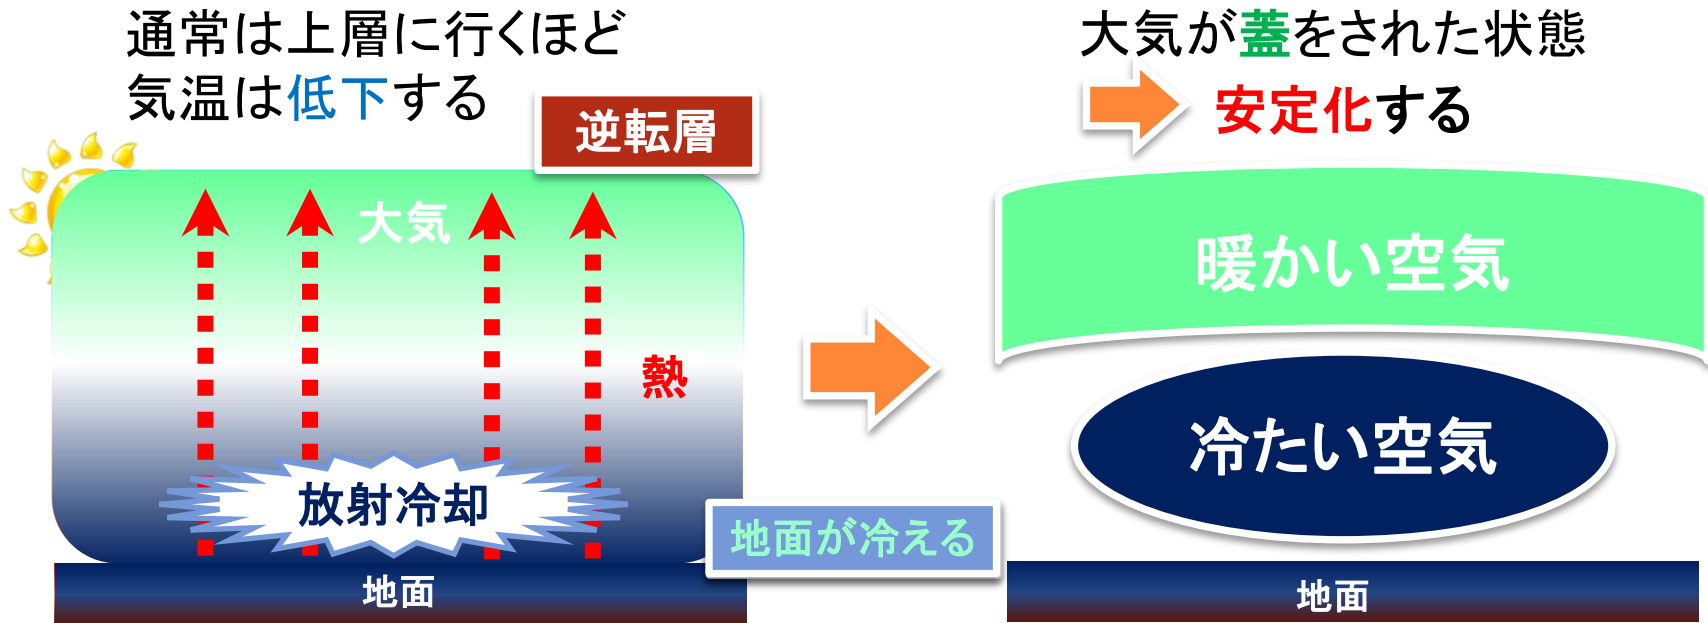 通常は上層に行くほど
気温は低下する
逆転層
大気
熱
放射冷却
地面が冷える
地面
大気が蓋をされた状態
安定化する
暖かい空気
冷たい空気
地面